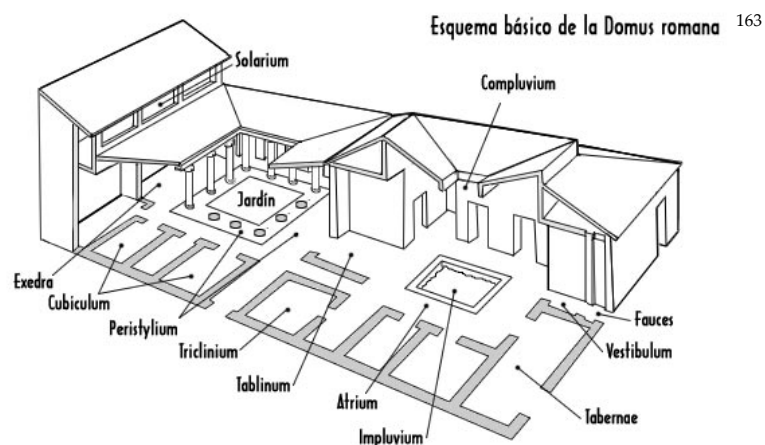 Esquema básico de la Domus romana
163
Solarium
Compluvium
Jardín
Exedra
Cubiculum
Peristylium
Triclinium
Tablinum
Atrium
Impluvium
Fauces
Vestibulum
Tabernae